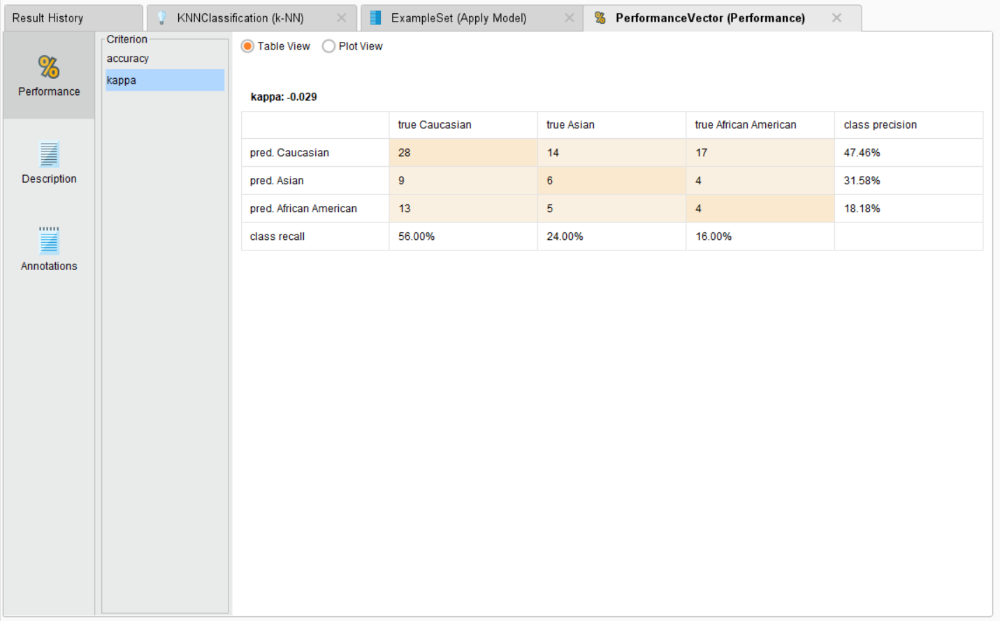 Result History
KNNClassification (k-NN)
ExampleSet (Apply Model)
% PerformanceVector (Performance)
%
Performance
Description
Annotations
Criterion
accuracy
kappa
Table View Plot View
kappa: -0.029
true Caucasian true Asian true African American class precision
pred. Caucasian 28 14 17 47.46%
pred. Asian 9 6 4 31.58%
pred. African American 13 5 4 18.18%
class recall 56.00% 24.00% 16.00%